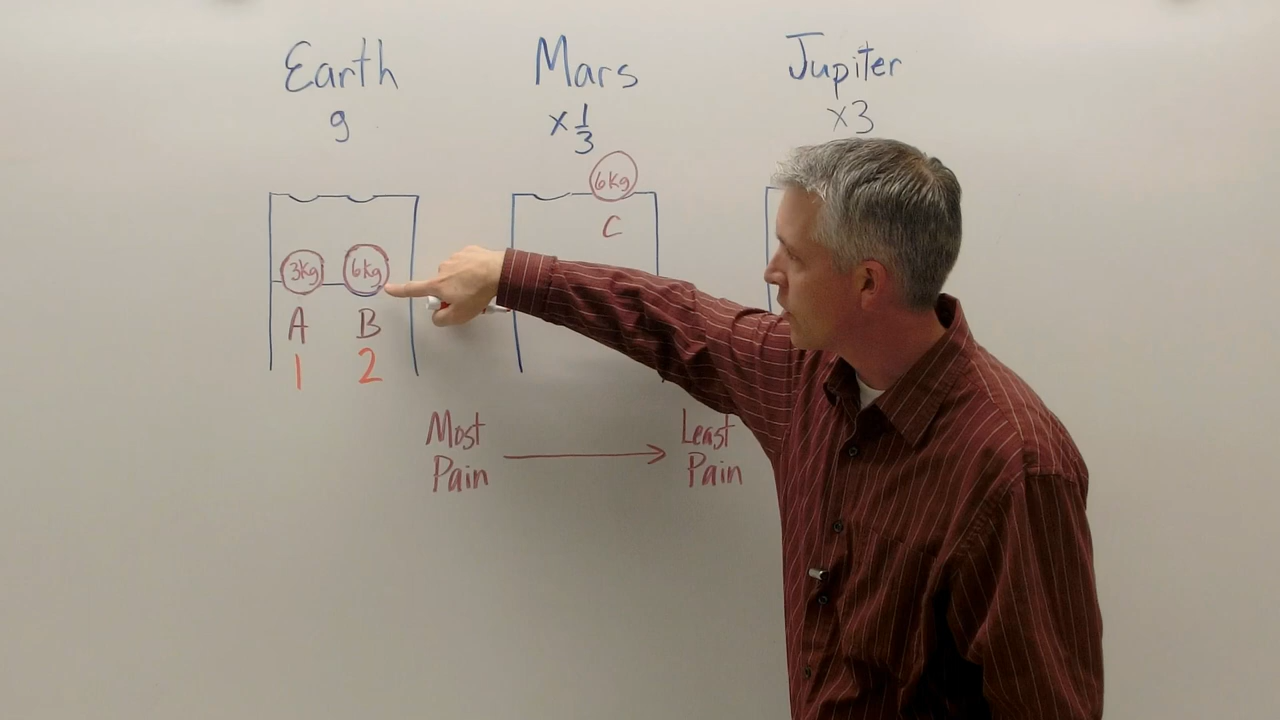 Earth
g
Mars
x 1/3
Jupiter
x3
3kg
6kg
A
B
1
2
6kg
C
Most
Pain
Least
Pain